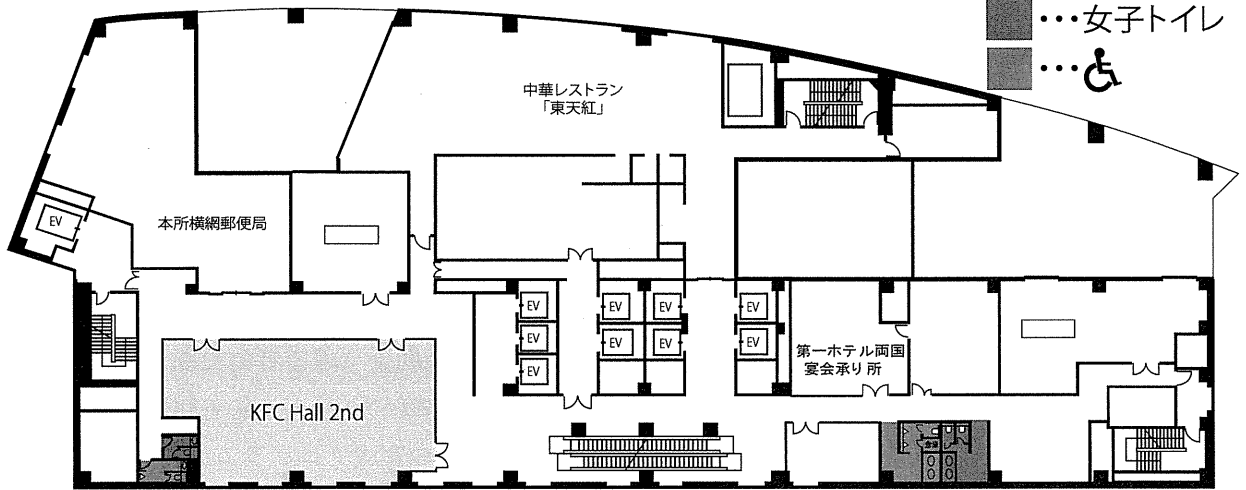 …女子トイレ
…
中華レストラン
「東天紅」
EV
本所横網郵便局
EV
EV
EV
EV
EV
EV
EV
EV
EV
第一ホテル両国
宴会承り所
KFC Hall 2nd